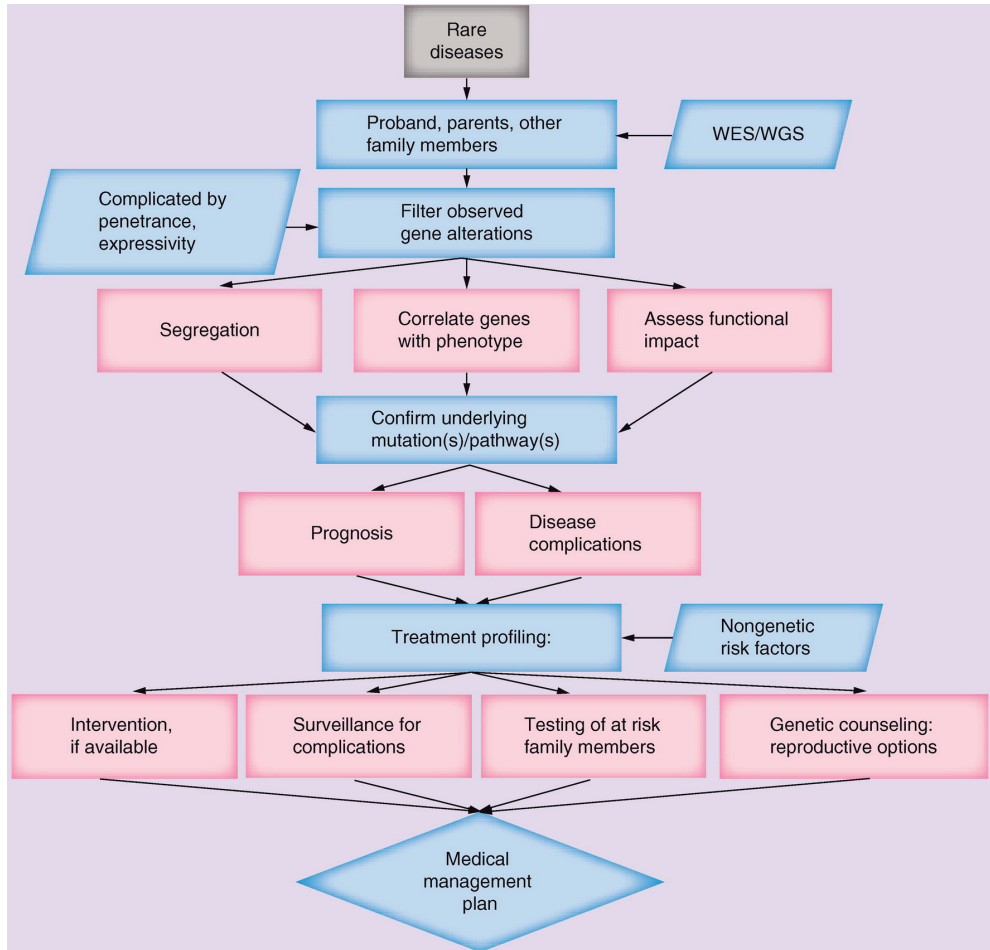 Rare
diseases
Proband, parents, other
family members
WES/WGS
Complicated by
penetrance,
expressivity
Filter observed
gene alterations
Segregation
Correlate genes
with phenotype
Assess functional
impact
Confirm underlying
mutation(s)/pathway(s)
Prognosis
Disease
complications
Treatment profiling:
Nongenetic
risk factors
Intervention,
if available
Surveillance for
complications
Testing of at risk
family members
Genetic counseling:
reproductive options
Medical
management
plan